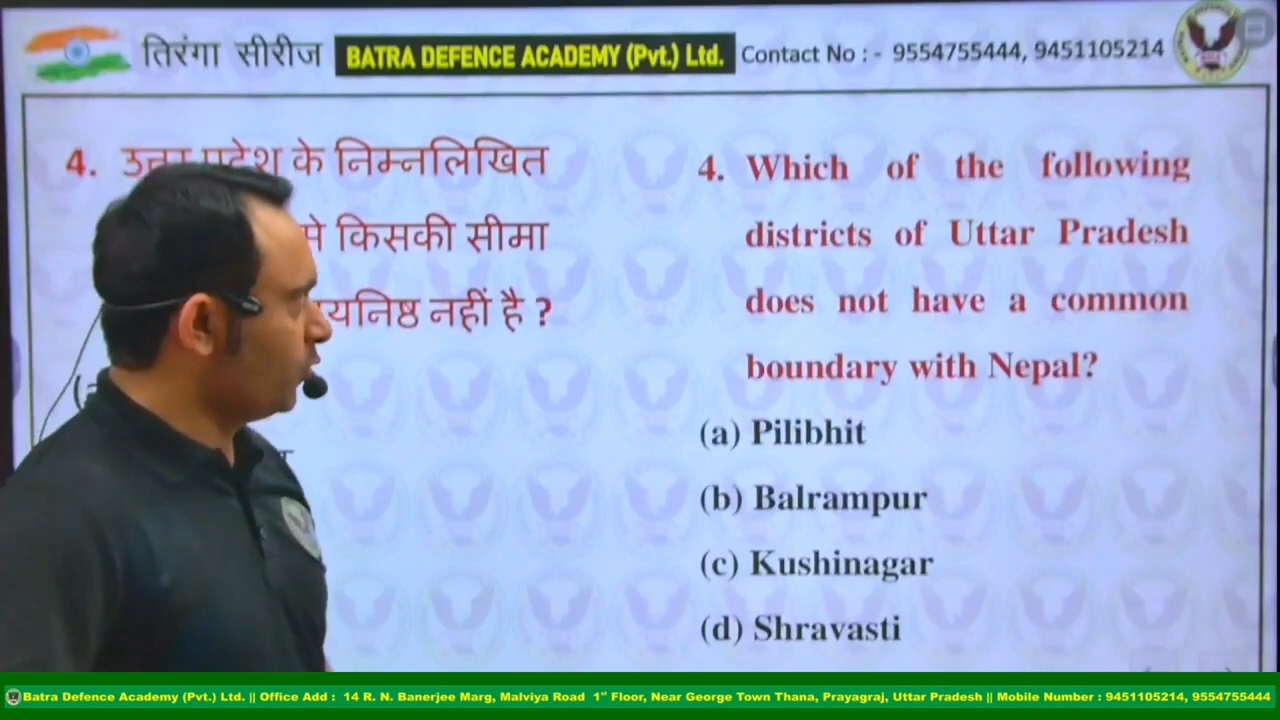 तिरंगा सीरीज BATRA DEFENCE ACADEMY (Pvt.) Ltd. Contact No : - 9554755444, 9451105214
4. उत्तर प्रदेश के निम्नलिखित
से किसकी सीमा
नहीं है ?
4. Which of the following
districts of Uttar Pradesh
does not have a common
boundary with Nepal?
(a) Pilibhit
(b) Balrampur
(c) Kushinagar
(d) Shravasti
Batra Defence Academy (Pvt.) Ltd. || Office Add : 14 R. N. Banerjee Marg, Malviya Road 1st Floor, Near George Town Thana, Prayagraj, Uttar Pradesh || Mobile Number : 9451105214, 9554755444